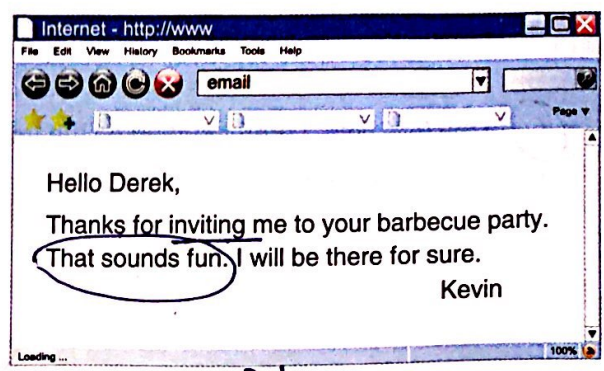 Internet - http://www
File Edit View History Bookmarks Tools Help
email
Page
Hello Derek,
Thanks for inviting me to your barbecue party.
That sounds fun. I will be there for sure.
Kevin
Loading ... 100%